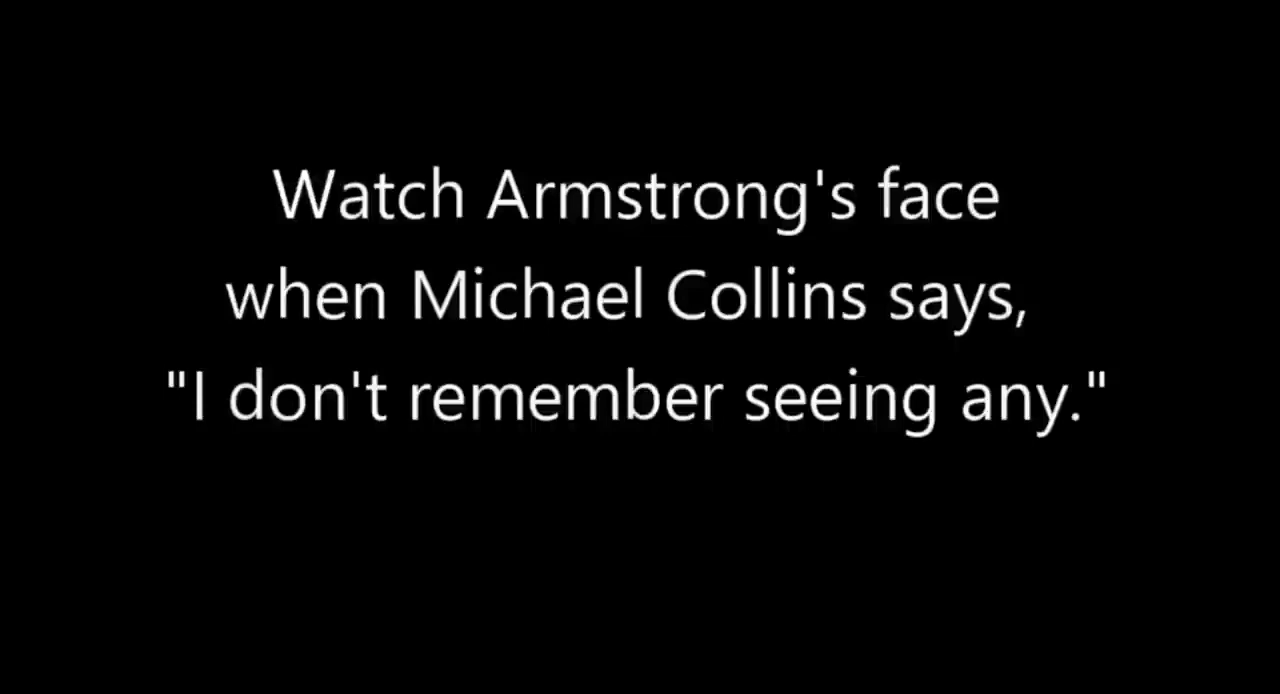 Watch Armstrong's face
when Michael Collins says,
"I don't remember seeing any."